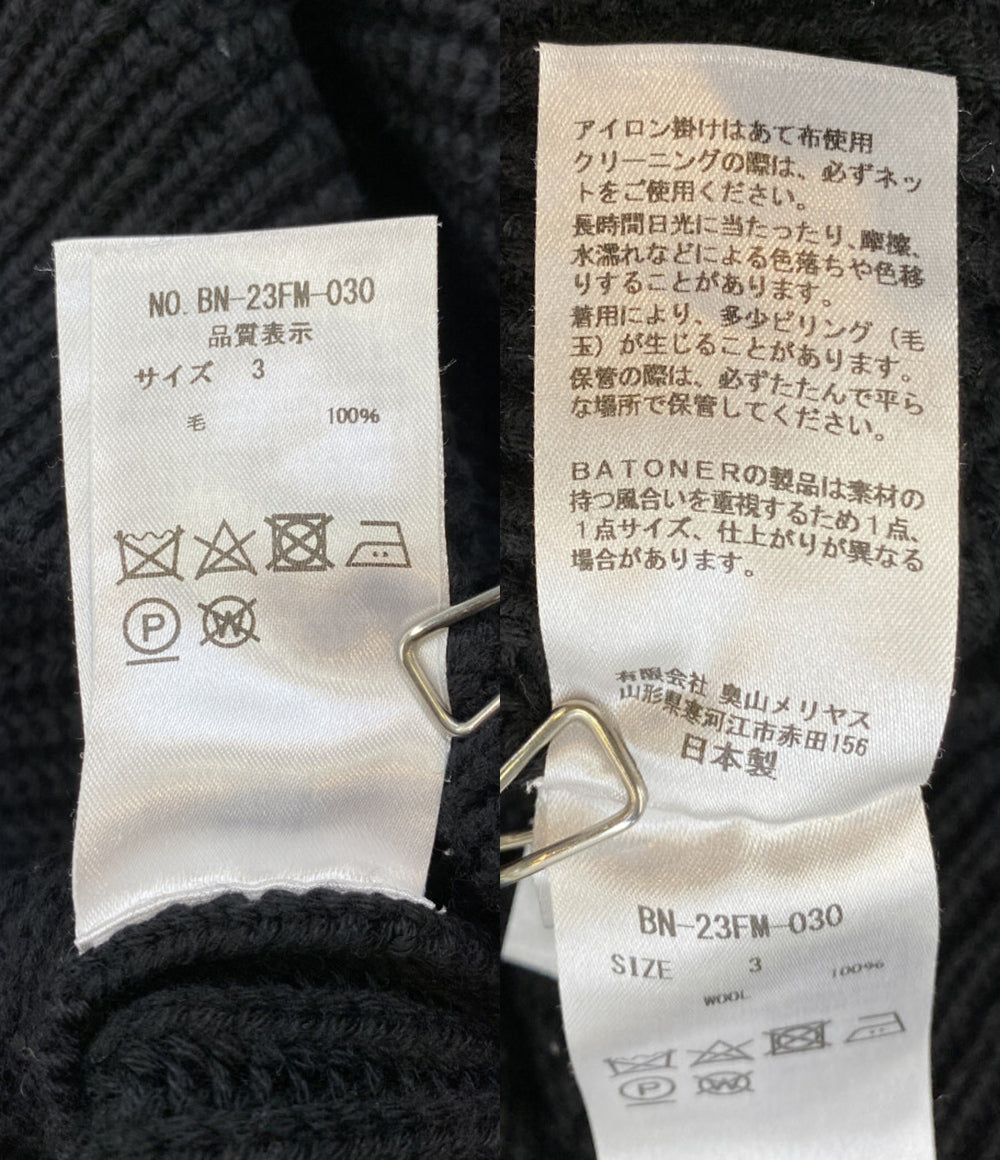 NO. BN-23FM-030
品質表示
サイズ 3
毛 100%
P
W
アイロン掛けはあて布使用
クリーニングの際は、必ずネッ
トをご使用ください。
長時間日光に当たったり、摩擦、
水濡れなどによる色落ちや色移
りすることがあります。
着用により、多少ピリング（毛
玉）が生じることがあります。
保管の際は、必ずたたんで平ら
な場所で保管してください。
BATONERの製品は素材の
持つ風合いを重視するため1点、
1点サイズ、仕上がりが異なる
場合があります。
有限会社 奥山メリヤス
山形県寒河江市赤田156
日本製
BN-23FM-030
SIZE 3
WOOL 100%
P
W